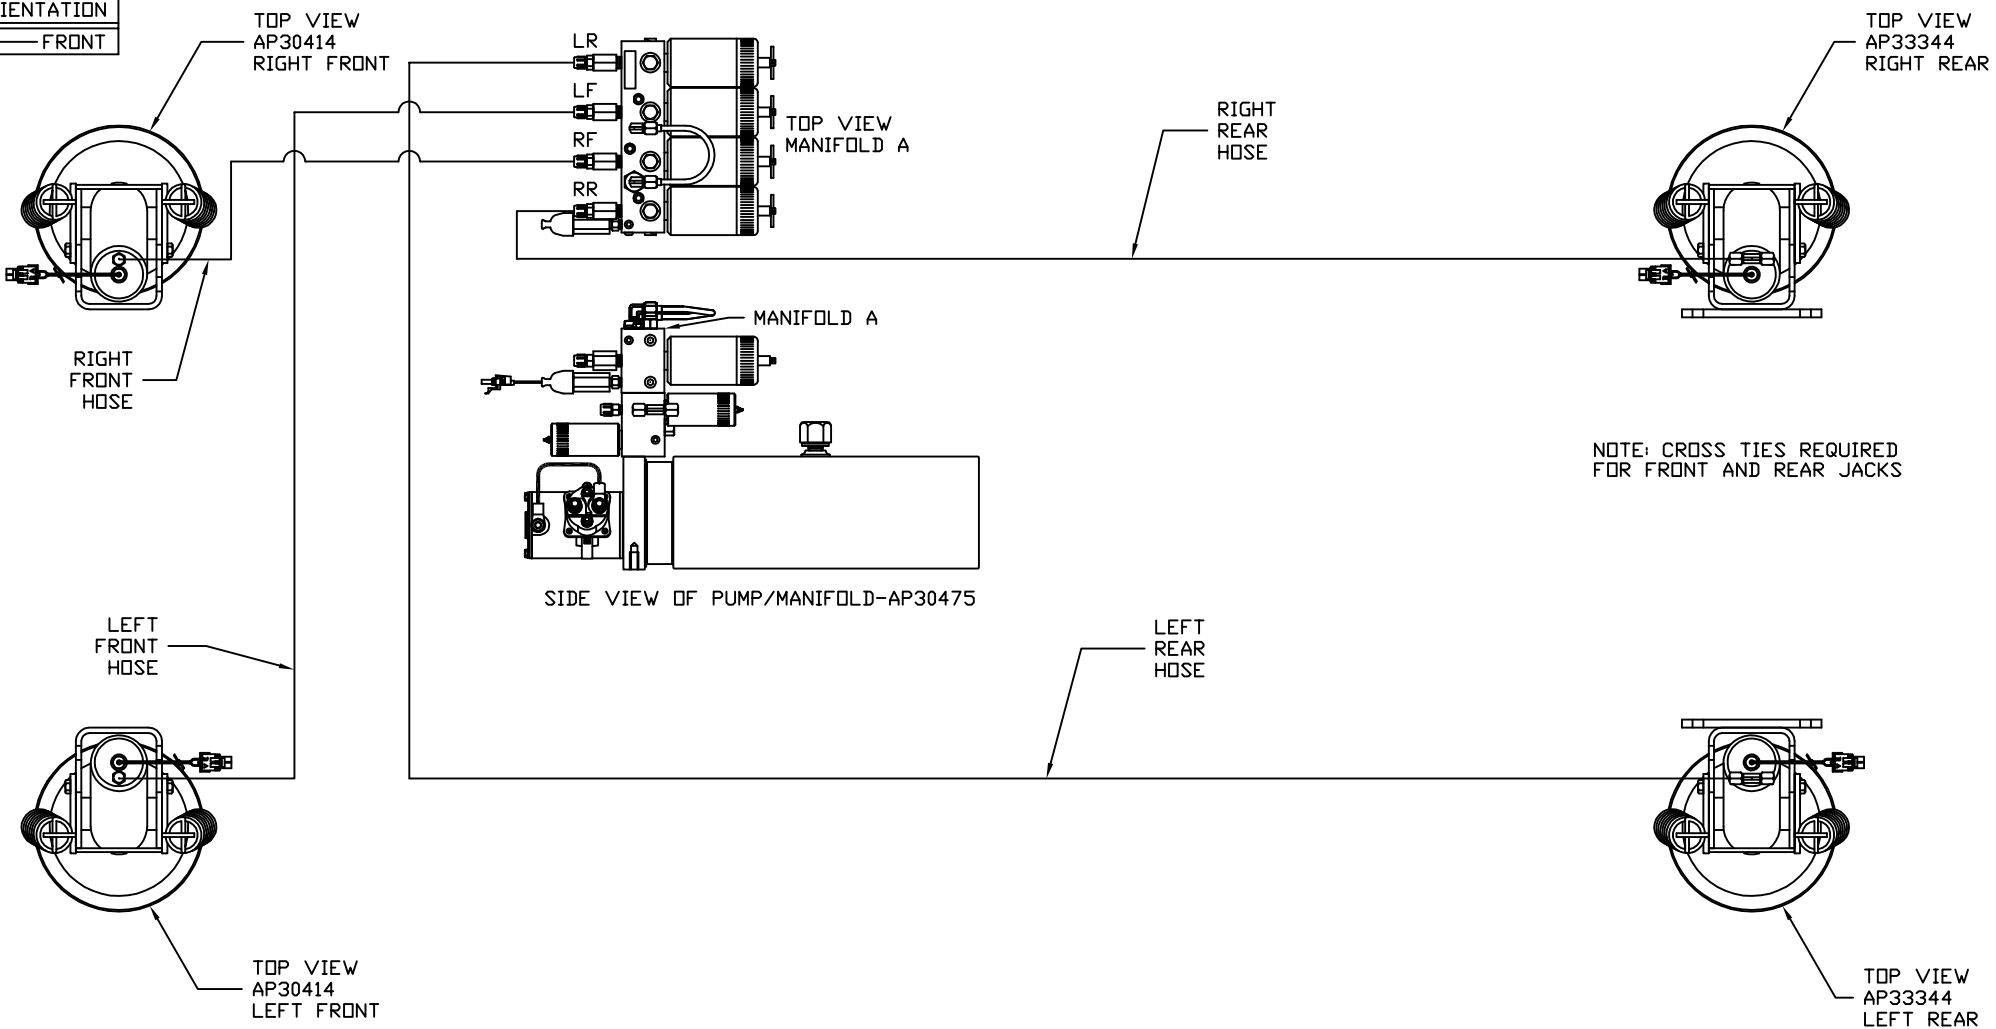 FRONT
TOP VIEW
AP30414
RIGHT FRONT
LR
LF
RF
RR
TOP VIEW
MANIFOLD A
RIGHT
REAR
HOSE
TOP VIEW
AP33344
RIGHT REAR
RIGHT
FRONT
HOSE
MANIFOLD A
NOTE: CROSS TIES REQUIRED
FOR FRONT AND REAR JACKS
SIDE VIEW OF PUMP/MANIFOLD-AP30475
LEFT
FRONT
HOSE
LEFT
REAR
HOSE
TOP VIEW
AP30414
LEFT FRONT
TOP VIEW
AP33344
LEFT REAR